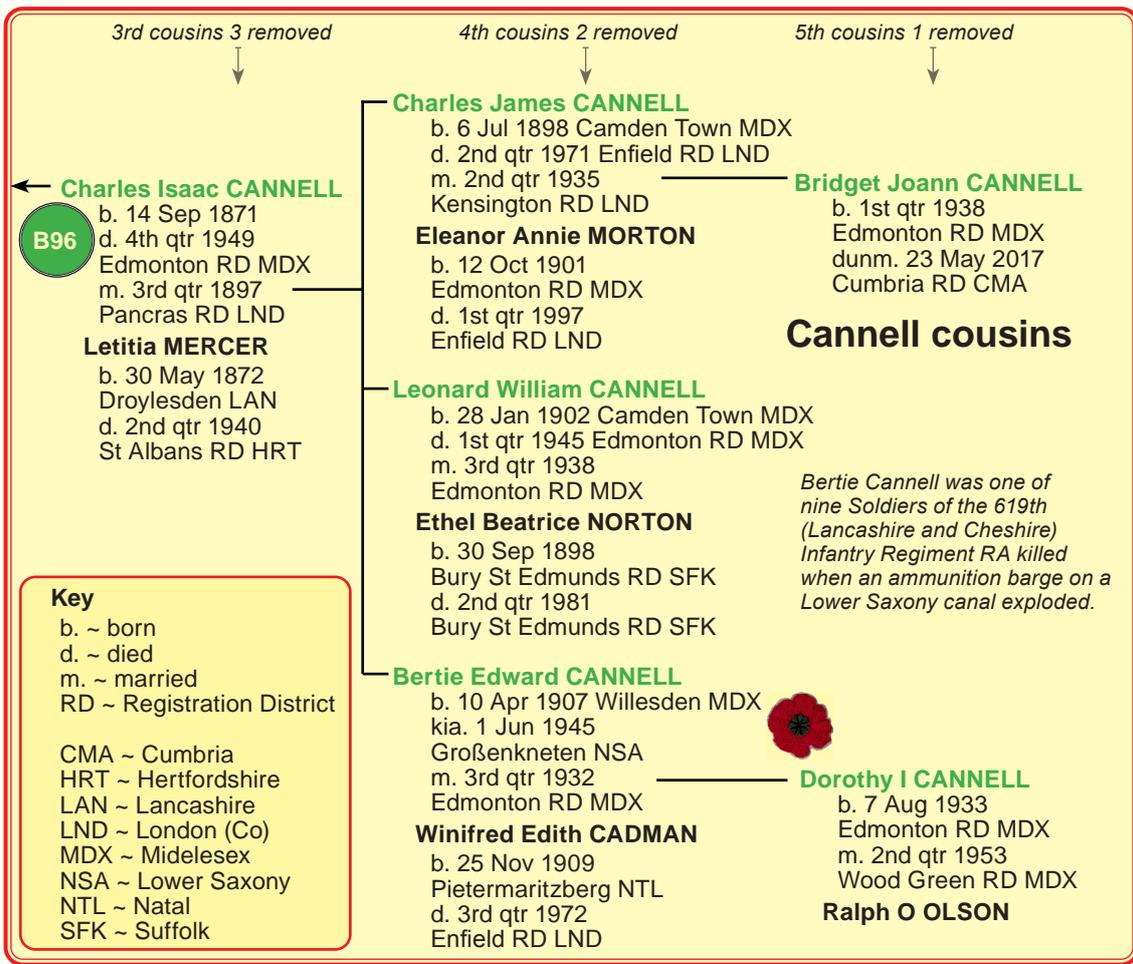 3rd cousins 3 removed
4th cousins 2 removed
5th cousins 1 removed
Charles Isaac CANNELL
B96
b. 14 Sep 1871
d. 4th qtr 1949
Edmonton RD MDX
m. 3rd qtr 1897
Pancras RD LND
Letitia MERCER
b. 30 May 1872
Droylesden LAN
d. 2nd qtr 1940
St Albans RD HRT
Charles James CANNELL
b. 6 Jul 1898 Camden Town MDX
d. 2nd qtr 1971 Enfield RD LND
m. 2nd qtr 1935
Kensington RD LND
Eleanor Annie MORTON
b. 12 Oct 1901
Edmonton RD MDX
d. 1st qtr 1997
Enfield RD LND
Leonard William CANNELL
b. 28 Jan 1902 Camden Town MDX
d. 1st qtr 1945 Edmonton RD MDX
m. 3rd qtr 1938
Edmonton RD MDX
Ethel Beatrice NORTON
b. 30 Sep 1898
Bury St Edmunds RD SFK
d. 2nd qtr 1981
Bury St Edmunds RD SFK
Bertie Edward CANNELL
b. 10 Apr 1907 Willesden MDX
kia. 1 Jun 1945
Großenkneten NSA
m. 3rd qtr 1932
Edmonton RD MDX
Winifred Edith CADMAN
b. 25 Nov 1909
Pietermaritzberg NTL
d. 3rd qtr 1972
Enfield RD LND
Bridget Joann CANNELL
b. 1st qtr 1938
Edmonton RD MDX
dunm. 23 May 2017
Cumbria RD CMA
Cannell cousins
Bertie Cannell was one of
nine Soldiers of the 619th
(Lancashire and Cheshire)
Infantry Regiment RA killed
when an ammunition barge on a
Lower Saxony canal exploded.
Dorothy I CANNELL
b. 7 Aug 1933
Edmonton RD MDX
m. 2nd qtr 1953
Wood Green RD MDX
Ralph O OLSON
Key
b. ~ born
d. ~ died
m. ~ married
RD ~ Registration District
CMA ~ Cumbria
HRT ~ Hertfordshire
LAN ~ Lancashire
LND ~ London (Co)
MDX ~ Midelesex
NSA ~ Lower Saxony
NTL ~ Natal
SFK ~ Suffolk